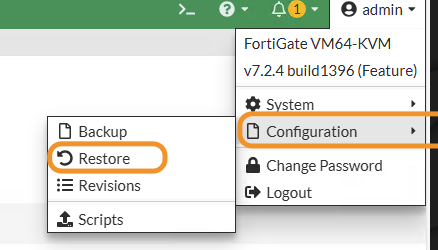 1 admin
FortiGate VM64-KVM
v7.2.4 build1396 (Feature)
System
Configuration
Change Password
Logout
Backup
Restore
Revisions
Scripts